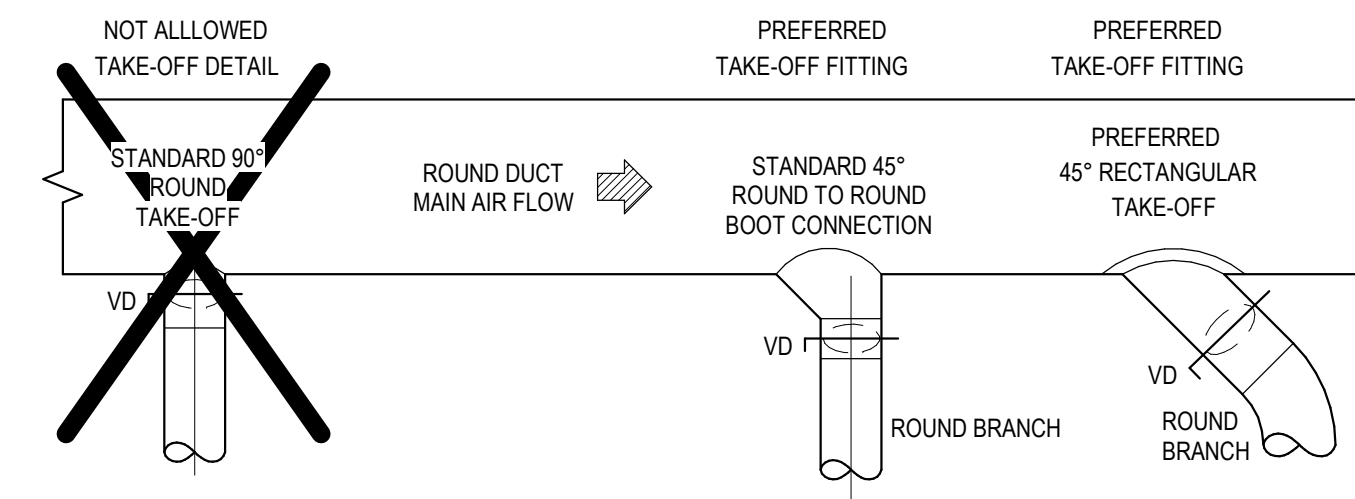 NOT ALLLOWED
TAKE-OFF DETAIL
PREFERRED
TAKE-OFF FITTING
PREFERRED
TAKE-OFF FITTING
STANDARD 90°
ROUND
TAKE-OFF
ROUND DUCT
MAIN AIR FLOW
STANDARD 45°
ROUND TO ROUND
BOOT CONNECTION
PREFERRED
45° RECTANGULAR
TAKE-OFF
VD
VD
ROUND BRANCH
VD
ROUND
BRANCH